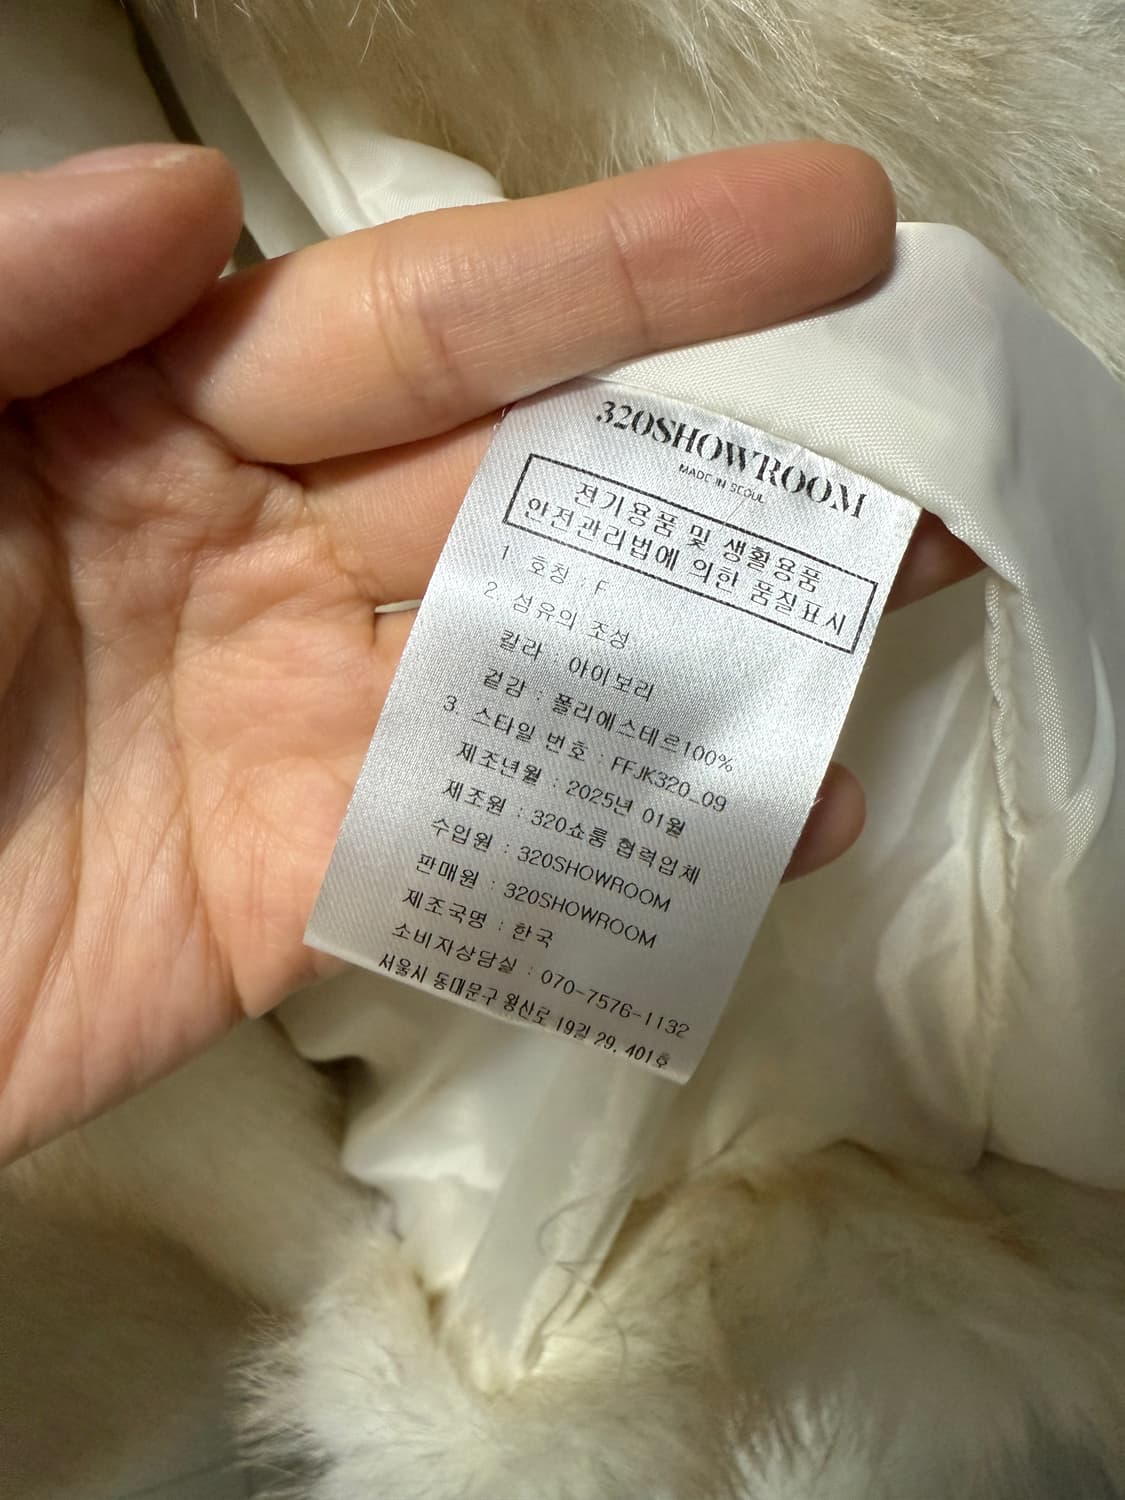 320SHOWROOM
MADE IN SEOUL
전기용품 및 생활용품
안전관리법에 의한 품질표시
1. 호칭 : F
2. 섬유의 조성
칼라 : 아이보리
겉감 : 폴리에스테르100%
3. 스타일 번호 : FFJK320_09
제조년월 : 2025년 01월
제조원 : 320쇼룸 협력업체
수입원 : 320SHOWROOM
판매원 : 320SHOWROOM
제조국명 : 한국
소비자상담실 : 070-7576-1132
서울시 동대문구 왕산로 19길 29, 401호